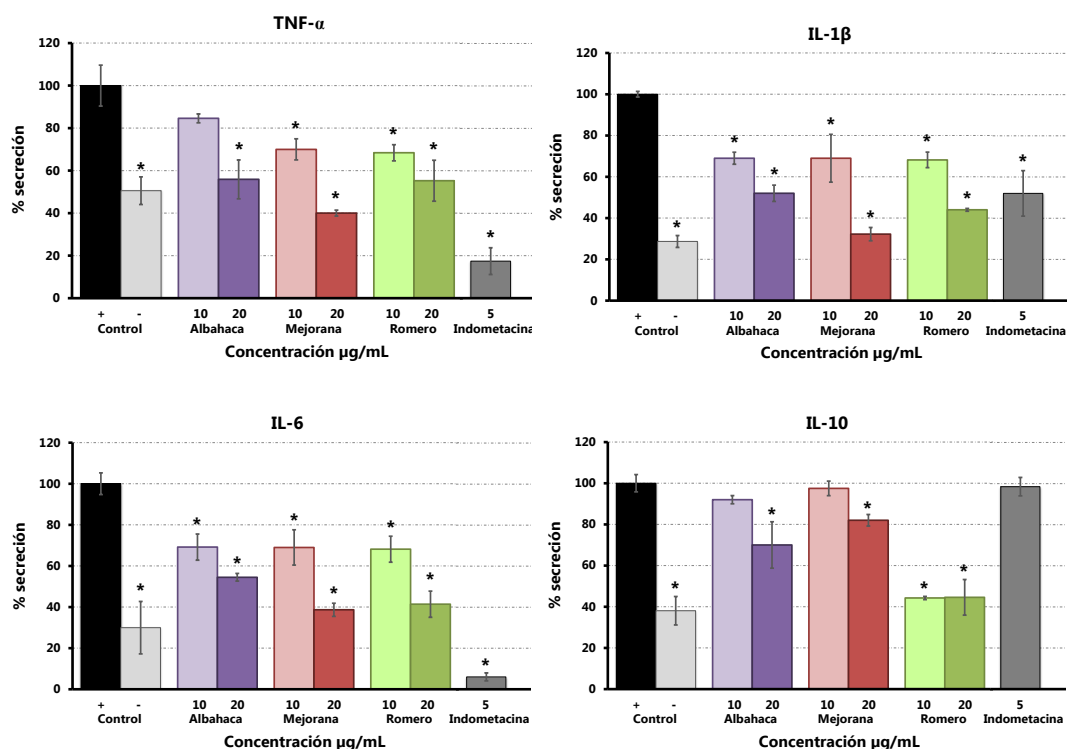 TNF-α
120
100
80
60
40
20
0
% secreción
* * * * * * *
+ - 10 20 10 20 10 20 5
Control Albahaca Mejorana Romero Indometacina
Concentración µg/mL
IL-1β
120
100
80
60
40
20
0
% secreción
* * * * * * * *
+ - 10 20 10 20 10 20 5
Control Albahaca Mejorana Romero Indometacina
Concentración µg/mL
IL-6
120
100
80
60
40
20
0
% secreción
* * * * * * * *
+ - 10 20 10 20 10 20 5
Control Albahaca Mejorana Romero Indometacina
Concentración µg/mL
IL-10
120
100
80
60
40
20
0
% secreción
* * * * *
+ - 10 20 10 20 10 20 5
Control Albahaca Mejorana Romero Indometacina
Concentración µg/mL